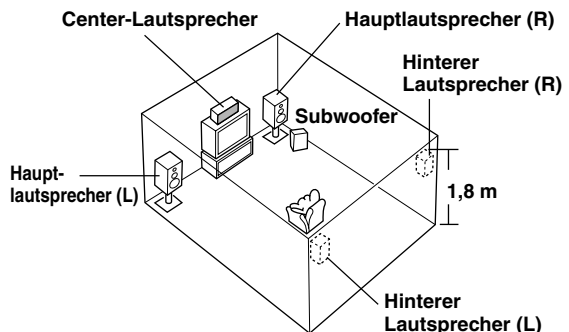 Center-Lautsprecher
Hauptlautsprecher (R)
Hinterer
Lautsprecher (R)
Subwoofer
Haupt-
lautsprecher (L)
1,8 m
Hinterer
Lautsprecher (L)